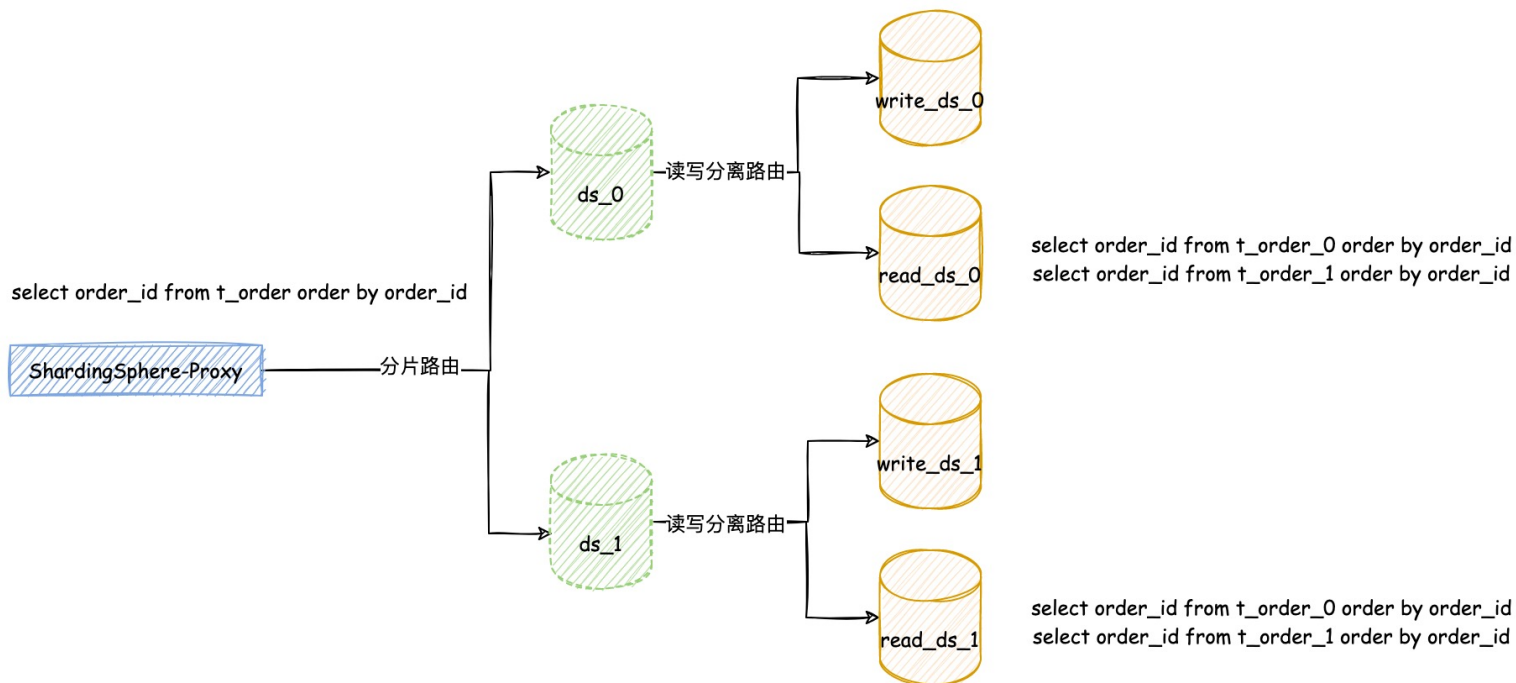 write_ds_0
ds_0
读写分离路由
read_ds_0
select order_id from t_order_0 order by order_id
select order_id from t_order_1 order by order_id
select order_id from t_order order by order_id
ShardingSphere-Proxy
分片路由
write_ds_1
ds_1
读写分离路由
read_ds_1
select order_id from t_order_0 order by order_id
select order_id from t_order_1 order by order_id